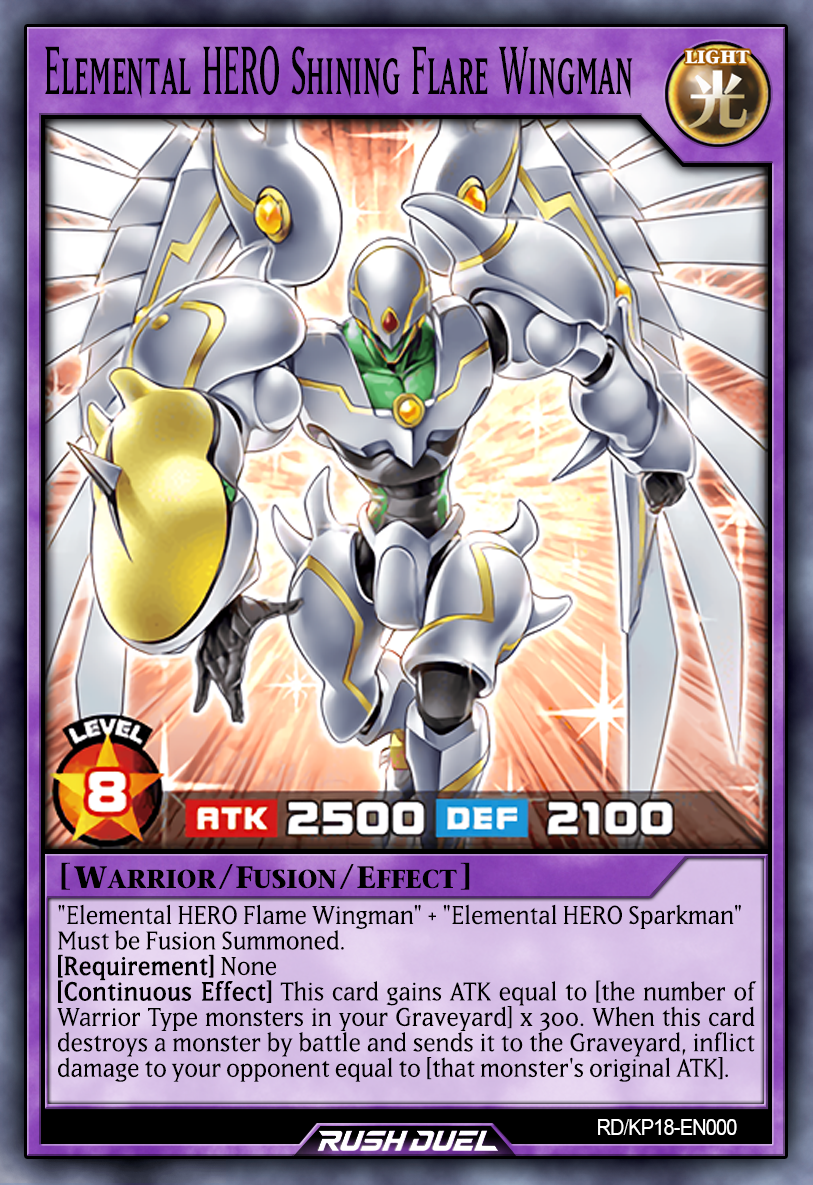 Elemental HERO Shining Flare Wingman
LIGHT
光
LEVEL
8
ATK 2500 DEF 2100
[Warrior/Fusion/Effect]
"Elemental HERO Flame Wingman" + "Elemental HERO Sparkman"
Must be Fusion Summoned.
[Requirement] None
[Continuous Effect] This card gains ATK equal to [the number of
Warrior Type monsters in your Graveyard] x 300. When this card
destroys a monster by battle and sends it to the Graveyard, inflict
damage to your opponent equal to [that monster's original ATK].
RD/KP18-EN000
RUSH DUEL